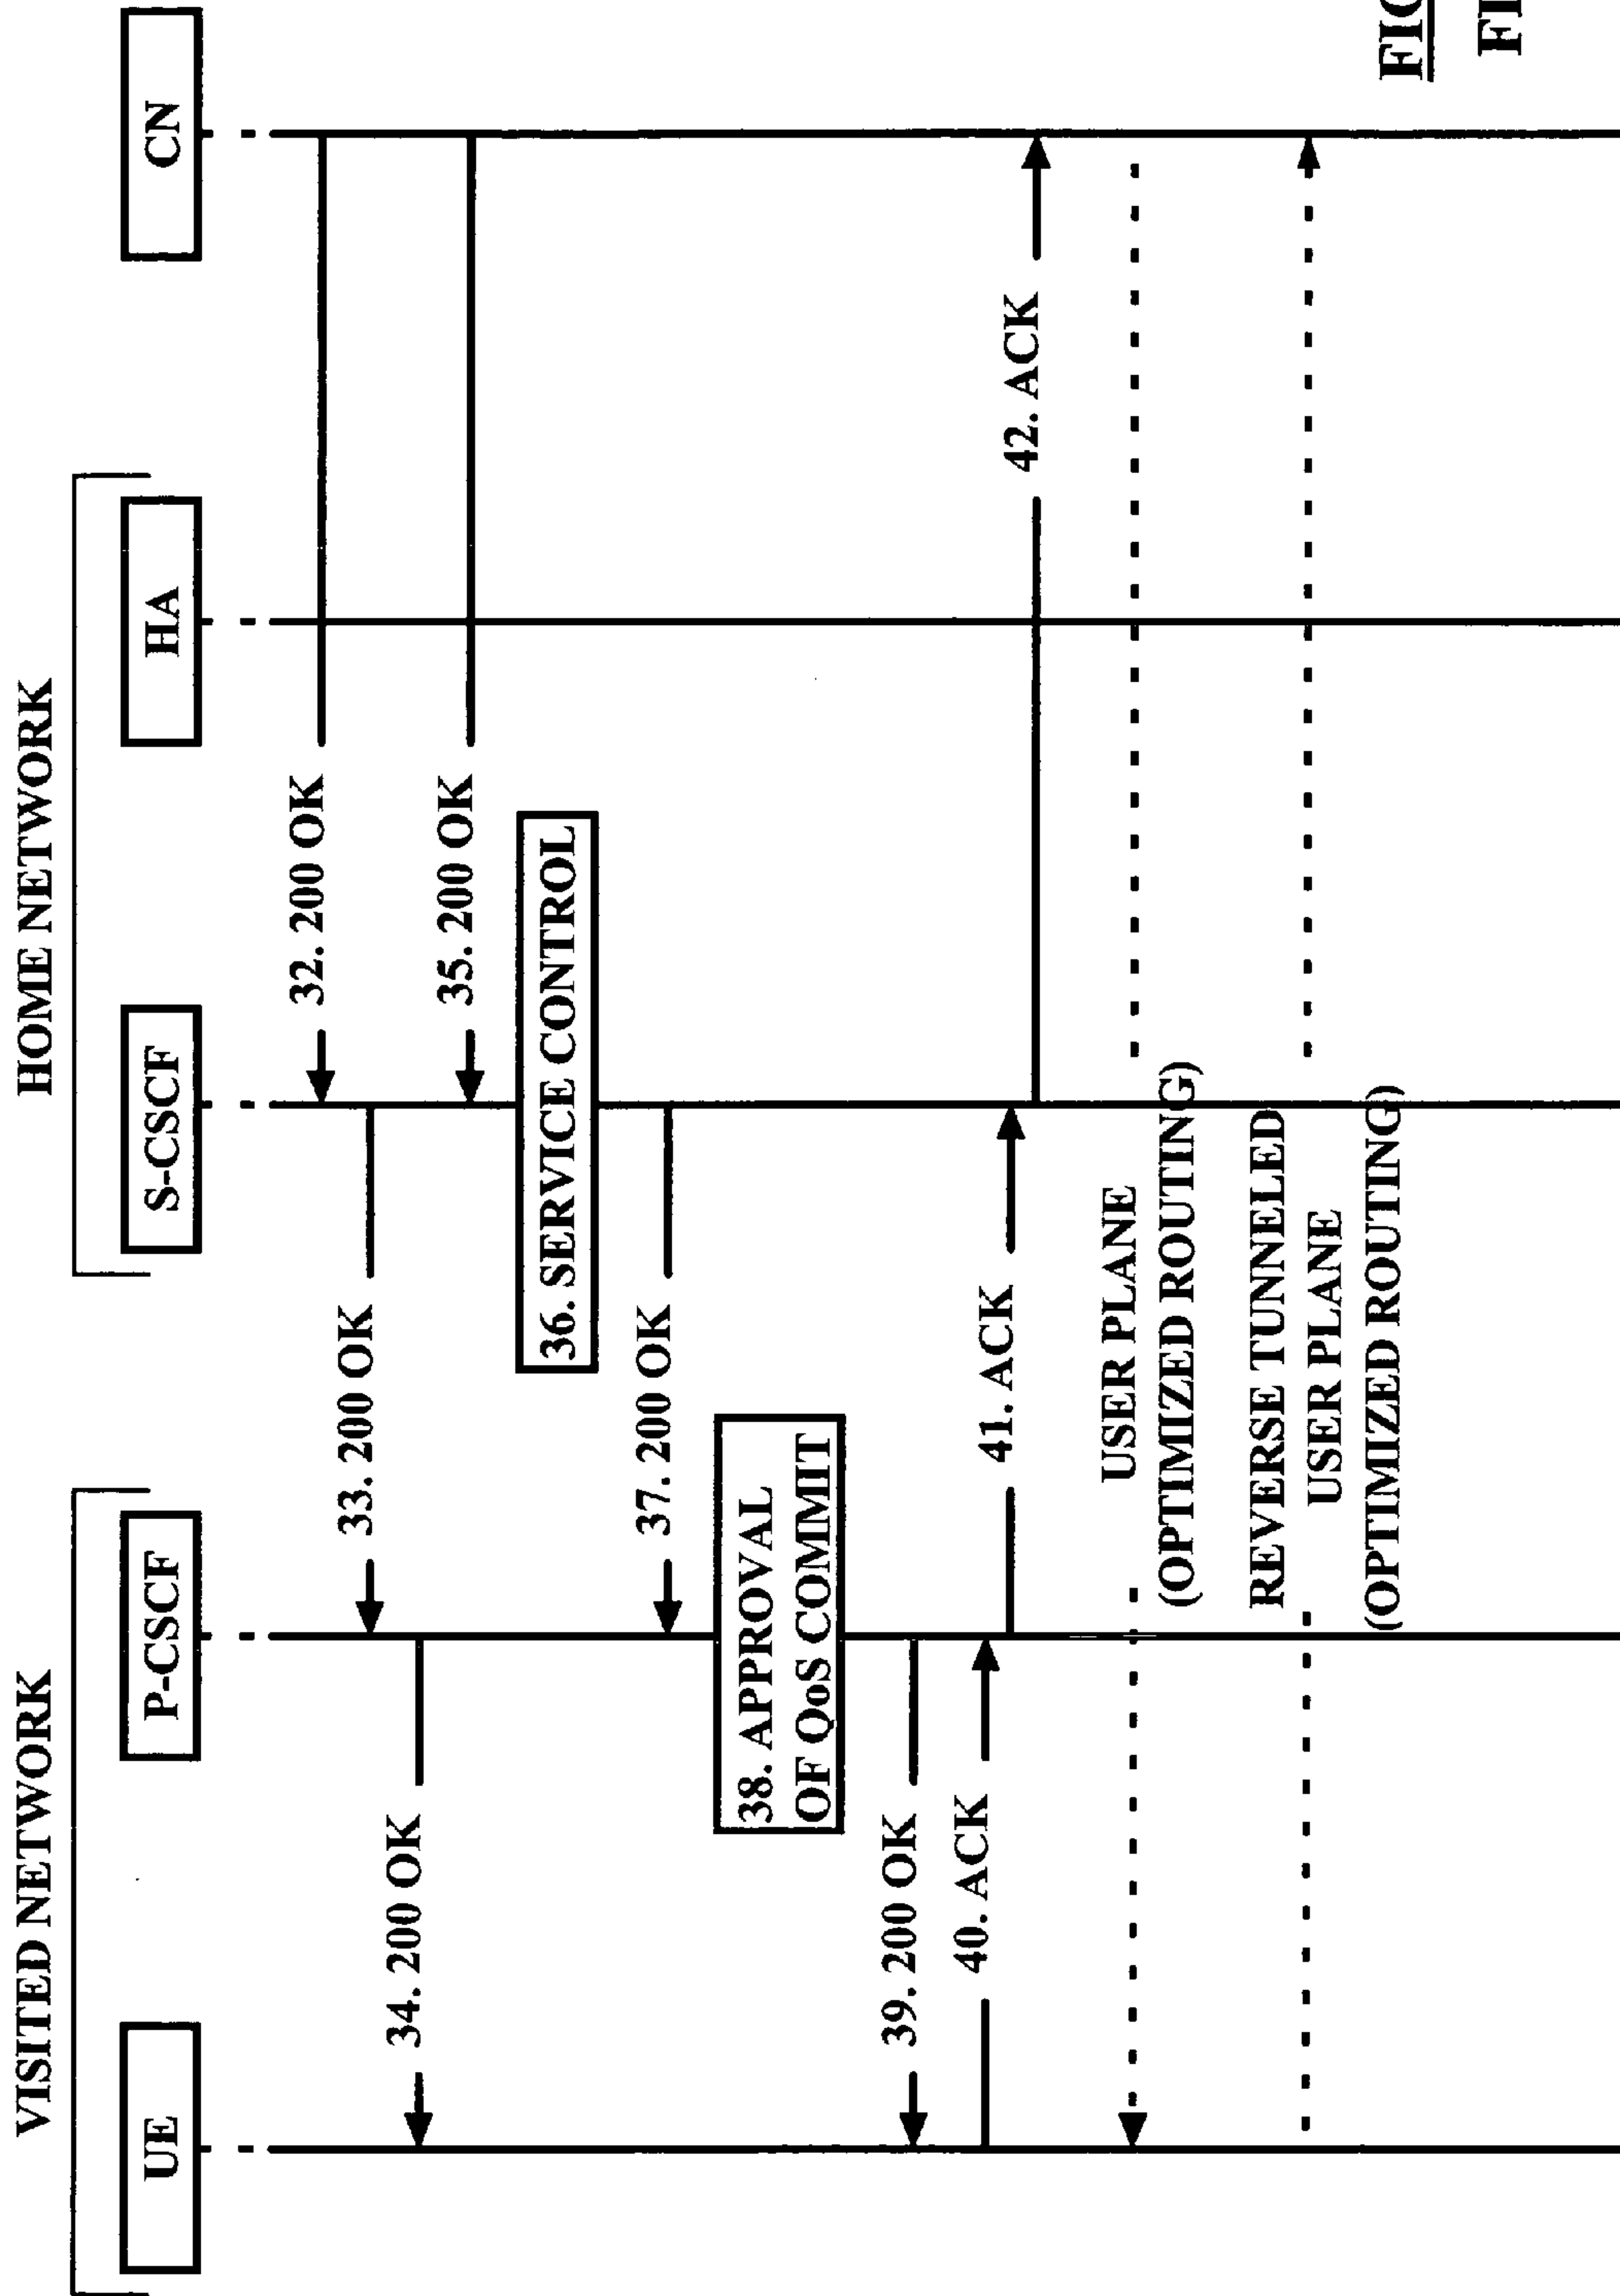 VISITED NETWORK
HOME NETWORK
UE
P-CSCF
S-CSCF
HA
CN
32. 200 OK
33. 200 OK
34. 200 OK
35. 200 OK
36. SERVICE CONTROL
37. 200 OK
38. APPROVAL
OF QoS COMMIT
39. 200 OK
40. ACK
41. ACK
42. ACK
USER PLANE
(OPTIMIZED ROUTING)
REVERSE TUNNELED
USER PLANE
(OPTIMIZED ROUTING)